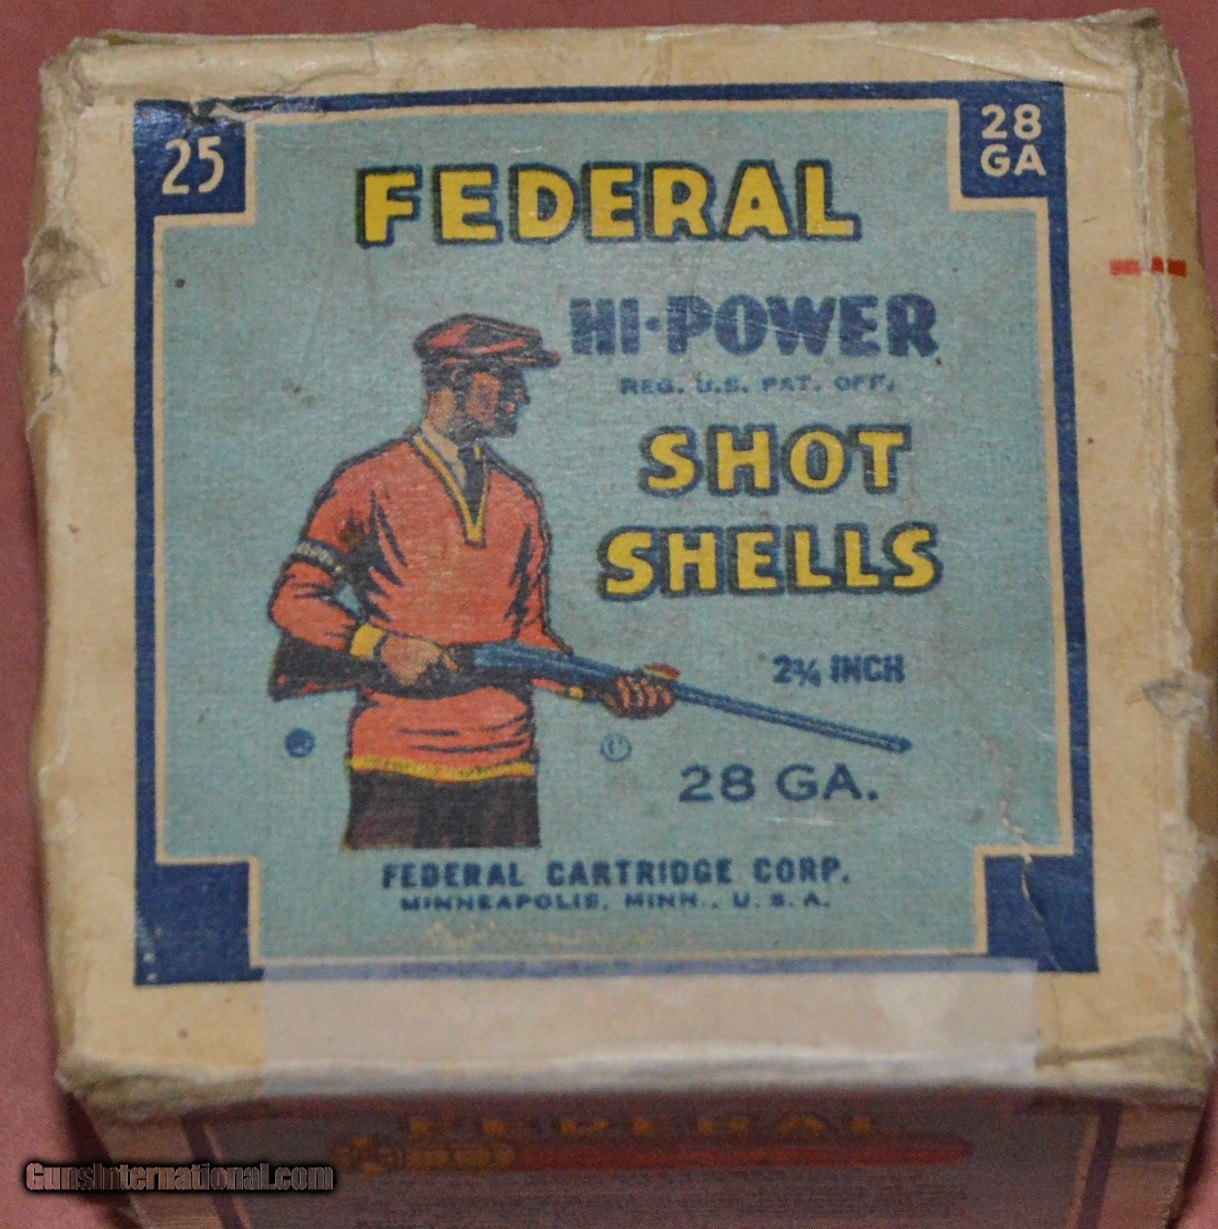 25
28
GA
FEDERAL
HI-POWER
REG. U.S. PAT. OFF.
SHOT
SHELLS
2¾ INCH
28 GA.
FEDERAL CARTRIDGE CORP.
MINNEAPOLIS, MINN., U.S.A.
FEDERAL
GunsInternational.com